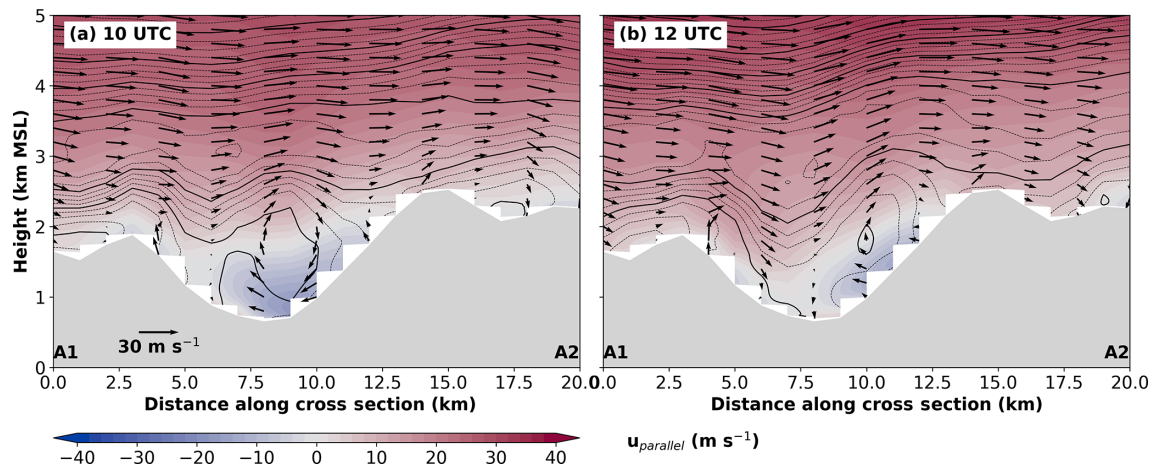 (a) 10 UTC
(b) 12 UTC
Height (km MSL)
5
4
3
2
1
0
30 m s⁻¹
A1
A2
A1
A2
0.0 2.5 5.0 7.5 10.0 12.5 15.0 17.5 20.0
0.0 2.5 5.0 7.5 10.0 12.5 15.0 17.5 20.0
Distance along cross section (km)
Distance along cross section (km)
−40 −30 −20 −10 0 10 20 30 40
u_parallel (m s⁻¹)